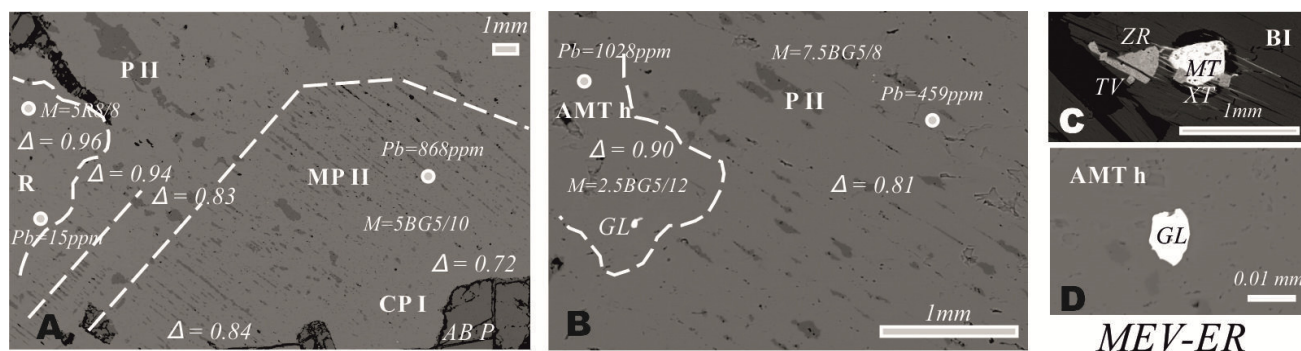 1mm
P II
M=5R8/8
Δ = 0.96
R
Δ = 0.94
Δ = 0.83
Pb=15ppm
Pb=868ppm
MP II
M=5BG5/10
Δ = 0.72
CP I
AB P
Δ = 0.84
A
Pb=1028ppm
M=7.5BG5/8
P II
AMT h
Pb=459ppm
Δ = 0.90
M=2.5BG5/12
Δ = 0.81
GL
1mm
B
ZR
BI
MT
TV
XT
1mm
C
AMT h
GL
0.01 mm
D
MEV-ER